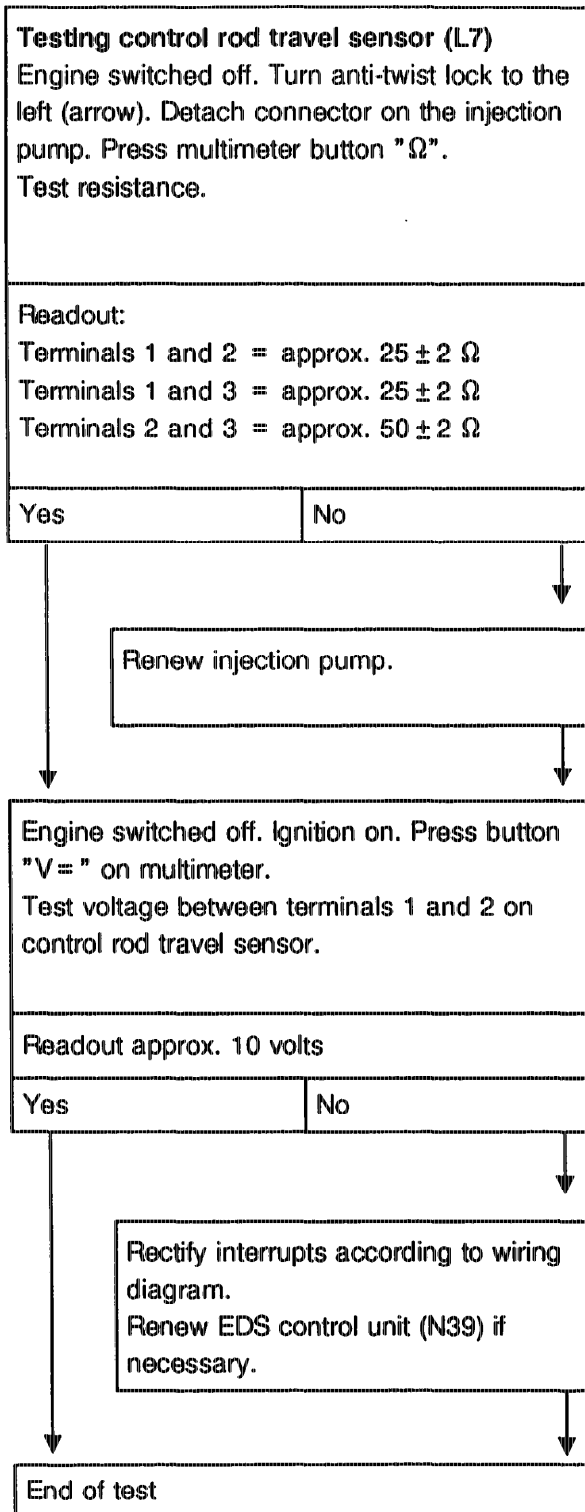 Testing control rod travel sensor (L7)
Engine switched off. Turn anti-twist lock to the
left (arrow). Detach connector on the injection
pump. Press multimeter button "Ω".
Test resistance.
Readout:
Terminals 1 and 2 = approx. 25 ± 2 Ω
Terminals 1 and 3 = approx. 25 ± 2 Ω
Terminals 2 and 3 = approx. 50 ± 2 Ω
Yes No
Renew injection pump.
Engine switched off. Ignition on. Press button
"V=" on multimeter.
Test voltage between terminals 1 and 2 on
control rod travel sensor.
Readout approx. 10 volts
Yes No
Rectify interrupts according to wiring
diagram.
Renew EDS control unit (N39) if
necessary.
End of test